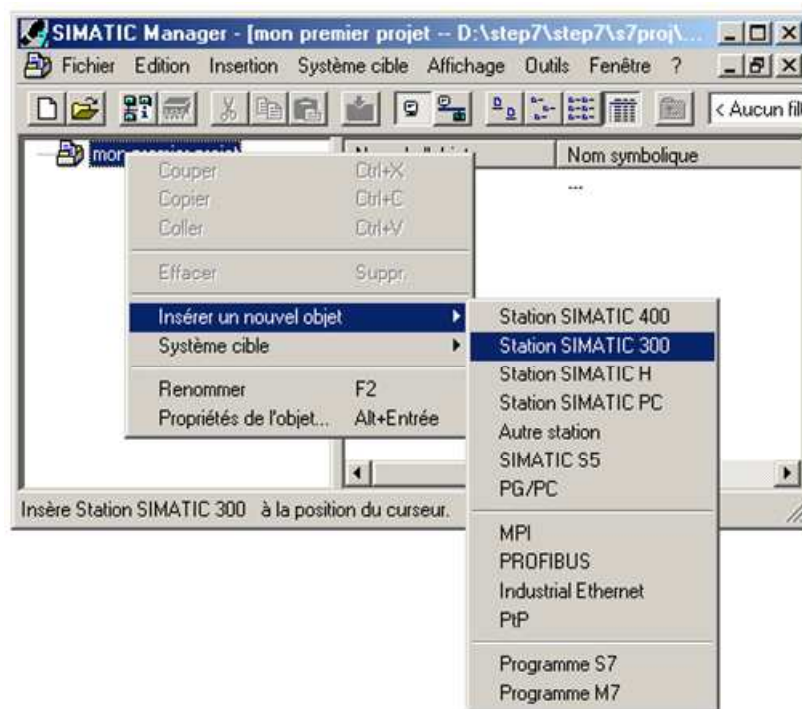 SIMATIC Manager - [mon premier projet -- D:\step7\step7\s7proj\...
Fichier Edition Insertion Système cible Affichage Outils Fenêtre ?
< Aucun fil
mon premier projet
Nom symbolique
...
Couper Ctrl+X
Copier Ctrl+C
Coller Ctrl+V
Effacer Suppr
Insérer un nouvel objet
Système cible
Renommer F2
Propriétés de l'objet... Alt+Entrée
Station SIMATIC 400
Station SIMATIC 300
Station SIMATIC H
Station SIMATIC PC
Autre station
SIMATIC S5
PG/PC
MPI
PROFIBUS
Industrial Ethernet
PtP
Programme S7
Programme M7
Insère Station SIMATIC 300 à la position du curseur.